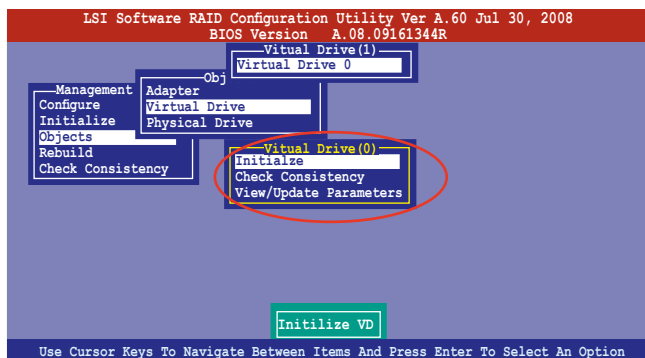 LSI Software RAID Configuration Utility Ver A.60 Jul 30, 2008
BIOS Version A.08.09161344R
Vitual Drive(1)
Virtual Drive 0
Obj
Adapter
Virtual Drive
Physical Drive
Management
Configure
Initialize
Objects
Rebuild
Check Consistency
Vitual Drive(0)
Initialze
Check Consistency
View/Update Parameters
Initilize VD
Use Cursor Keys To Navigate Between Items And Press Enter To Select An Option